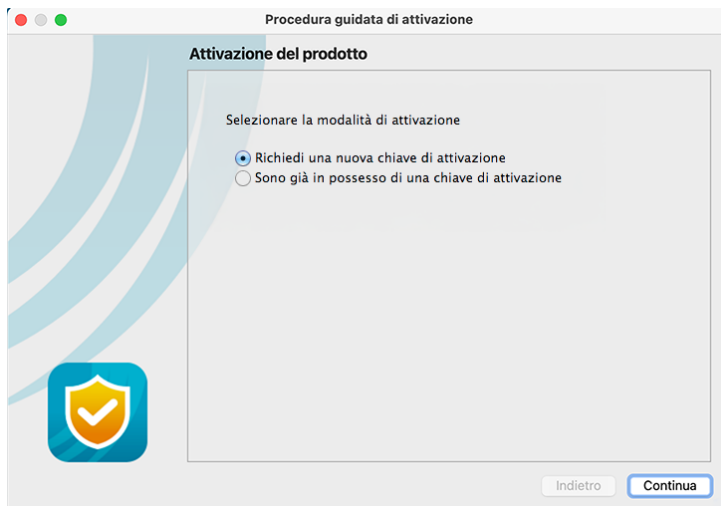 Procedura guidata di attivazione
Attivazione del prodotto
Selezionare la modalità di attivazione
Richiedi una nuova chiave di attivazione
Sono già in possesso di una chiave di attivazione
Indietro
Continua